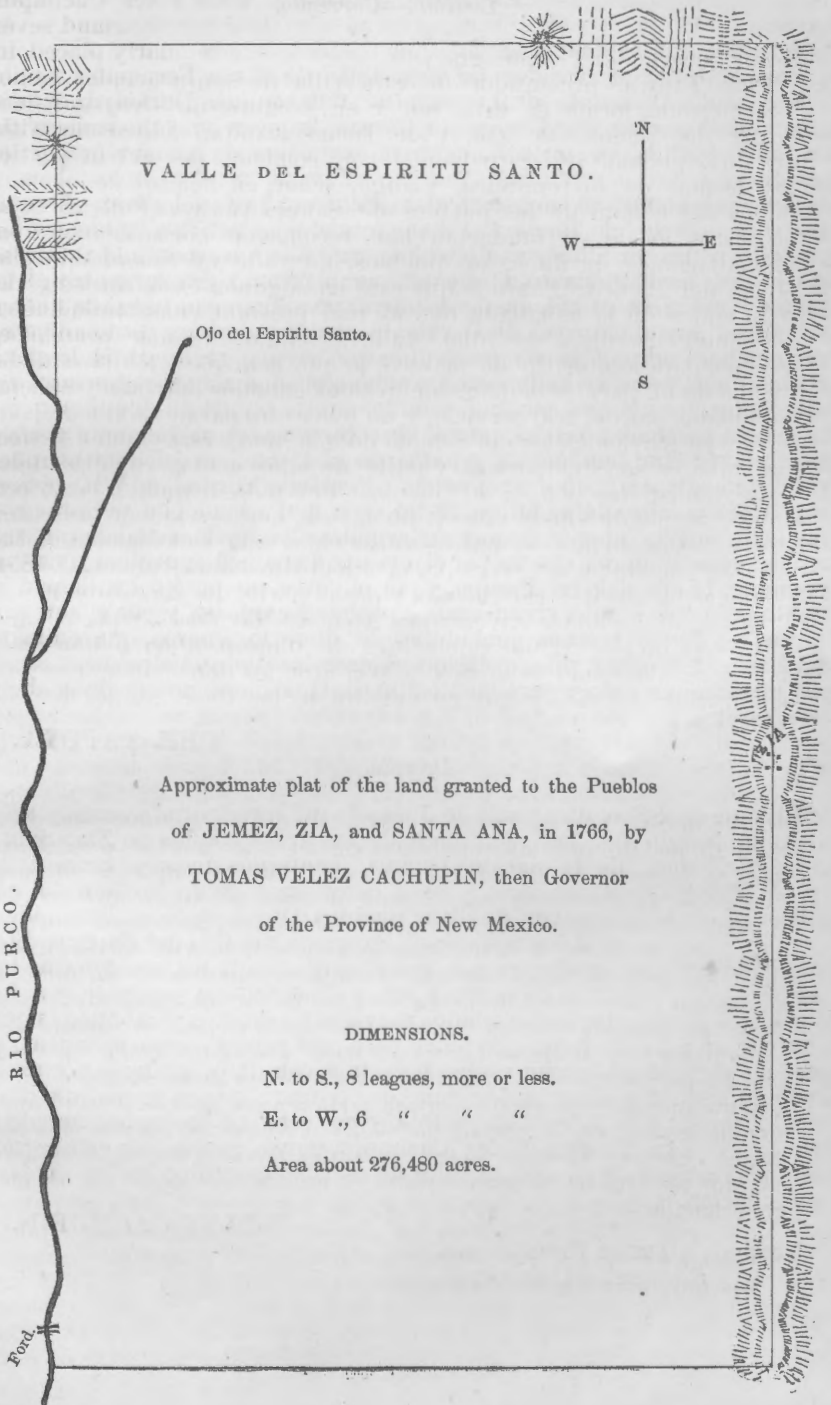 N
VALLE DEL ESPIRITU SANTO.
W E
Ojo del Espiritu Santo.
S
ZIA
Approximate plat of the land granted to the Pueblos
of JEMEZ, ZIA, and SANTA ANA, in 1766, by
TOMAS VELEZ CACHUPIN, then Governor
of the Province of New Mexico.
RIO PURCO.
DIMENSIONS.
N. to S., 8 leagues, more or less.
E. to W., 6 “ “ “
Area about 276,480 acres.
Ford.